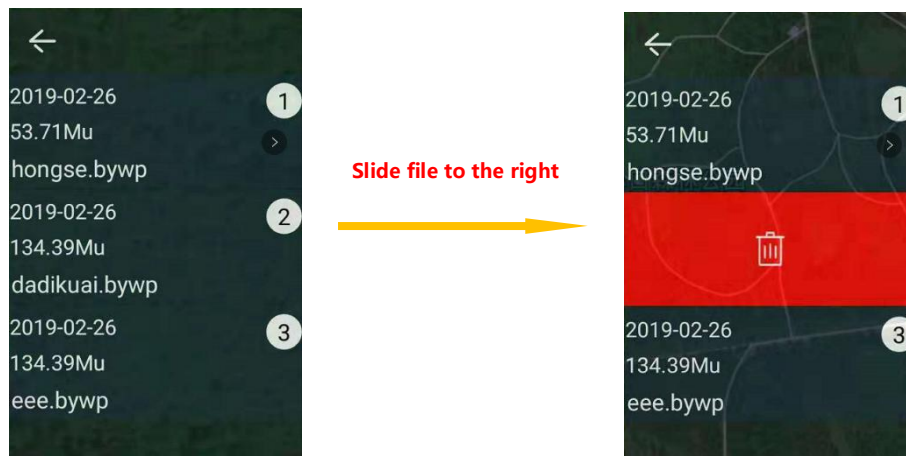 2019-02-26
1
53.71Mu
hongse.bywp
2019-02-26
2
134.39Mu
dadikuai.bywp
2019-02-26
3
134.39Mu
eee.bywp
Slide file to the right
2019-02-26
1
53.71Mu
hongse.bywp
2019-02-26
3
134.39Mu
eee.bywp